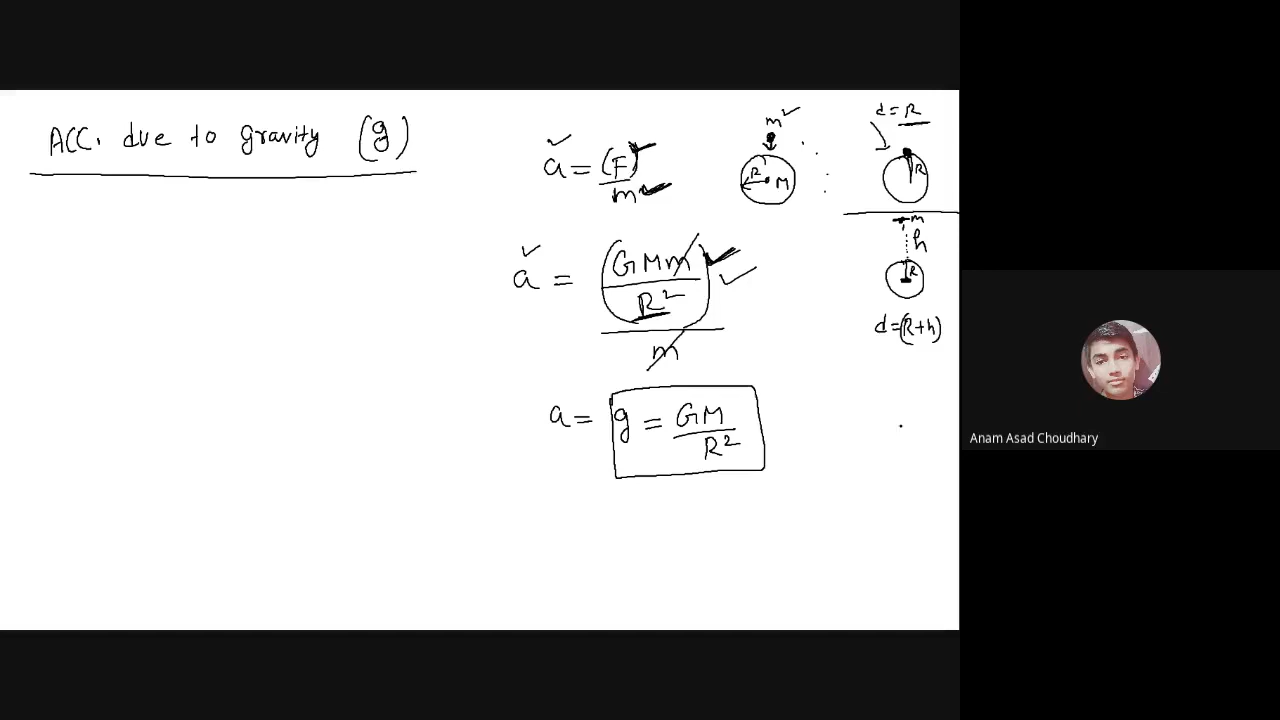 Acc. due to gravity (g)
a = (F)/m
m
R
M
d = R
R
a = (GMm/R²)/m
m
h
R
d = (R+h)
a = g = GM/R²
Anam Asad Choudhary